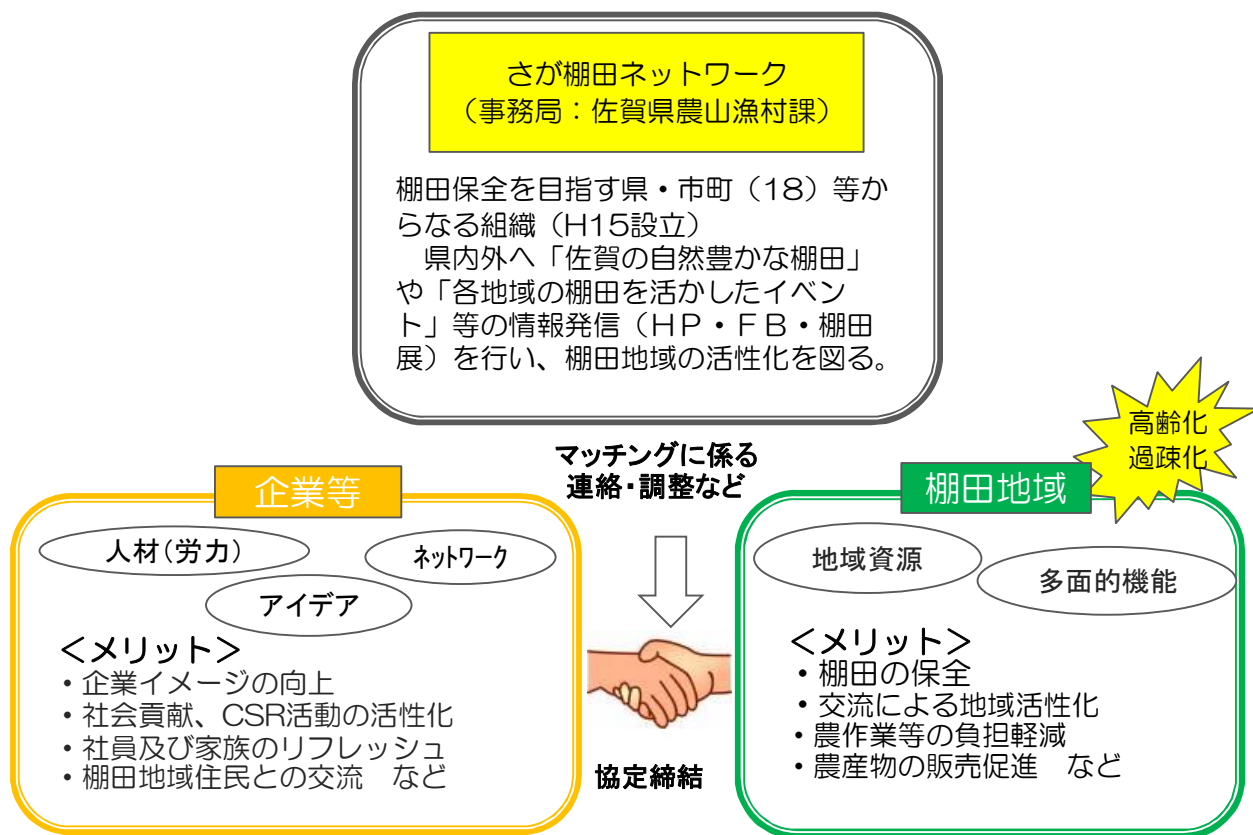 さが棚田ネットワーク
（事務局：佐賀県農山漁村課）
棚田保全を目指す県・市町（18）等か
らなる組織（H15設立）
　県内外へ「佐賀の自然豊かな棚田」
や「各地域の棚田を活かしたイベン
ト」等の情報発信（ＨＰ・ＦＢ・棚田
展）を行い、棚田地域の活性化を図る。
マッチングに係る
連絡・調整など
協定締結
企業等
人材（労力）
ネットワーク
アイデア
＜メリット＞
・企業イメージの向上
・社会貢献、CSR活動の活性化
・社員及び家族のリフレッシュ
・棚田地域住民との交流　など
高齢化
過疎化
棚田地域
地域資源
多面的機能
＜メリット＞
・棚田の保全
・交流による地域活性化
・農作業等の負担軽減
・農産物の販売促進　など